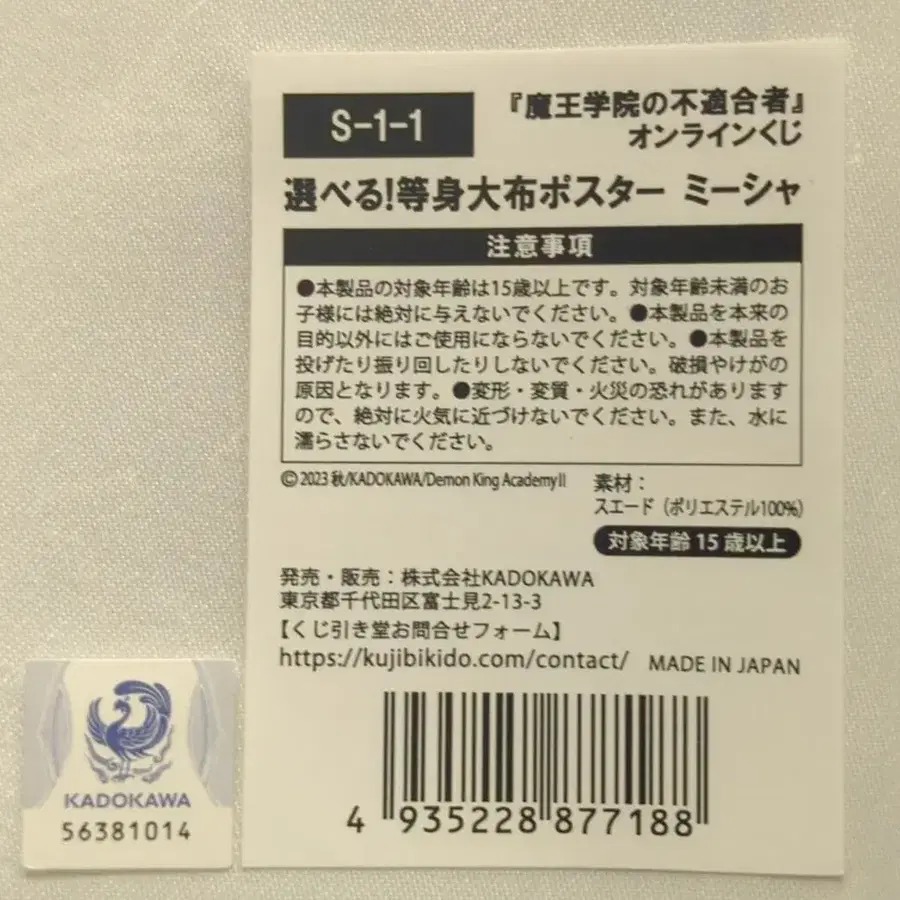 S-1-1
『魔王学院の不適合者』
オンラインくじ
選べる!等身大布ポスター ミーシャ
注意事項
●本製品の対象年齢は15歳以上です。対象年齢未満のお
子様には絶対に与えないでください。●本製品を本来の
目的以外にはご使用にならないでください。●本製品を
投げたり振り回したりしないでください。破損やけがの
原因となります。●変形・変質・火災の恐れがあります
ので、絶対に火気に近づけないでください。また、水に
濡らさないでください。
©2023 秋/KADOKAWA/Demon King AcademyII
素材：
スエード（ポリエステル100%）
対象年齢 15 歳以上
発売・販売：株式会社KADOKAWA
東京都千代田区富士見2-13-3
【くじ引き堂お問合せフォーム】
https://kujibikido.com/contact/ MADE IN JAPAN
4 935228 877188
KADOKAWA
56381014